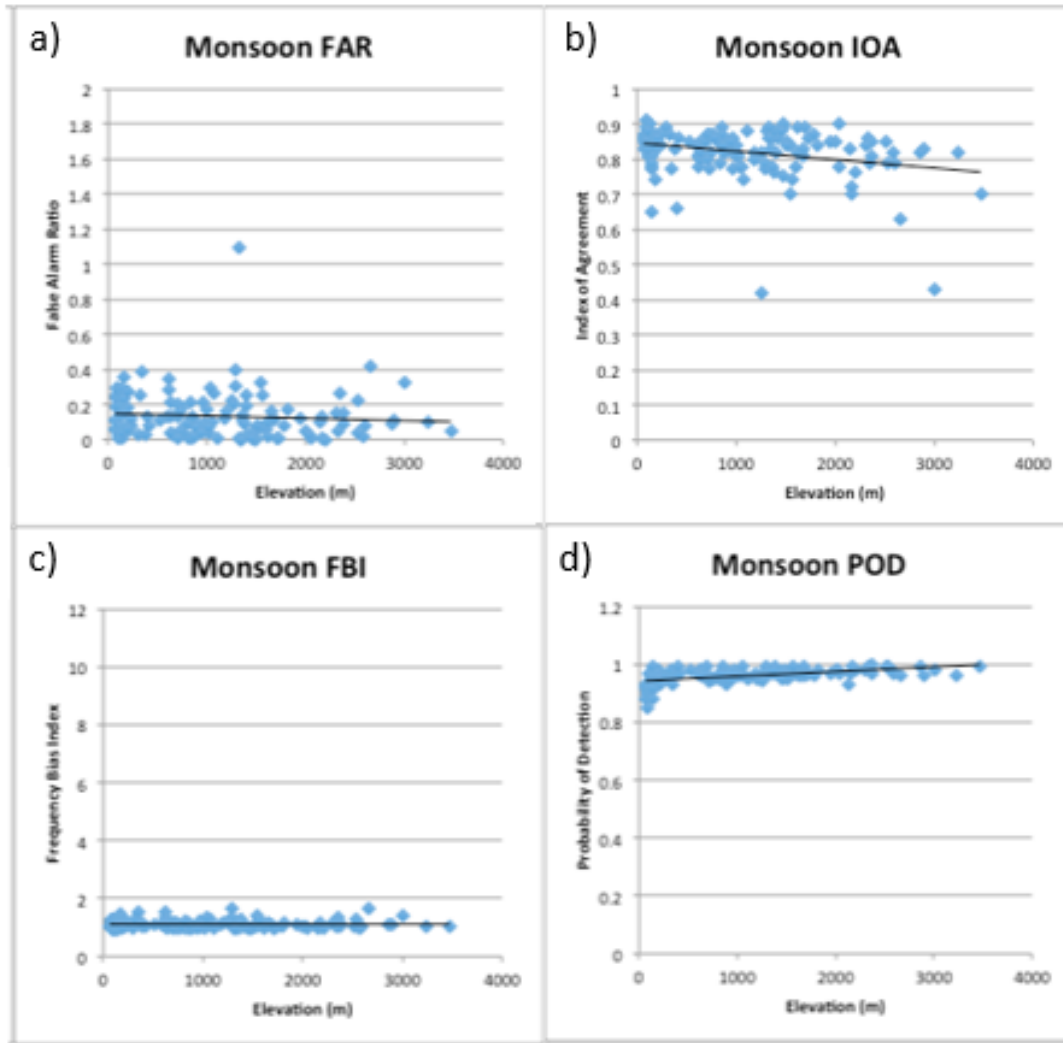 a)
Monsoon FAR
2
1.8
1.6
1.4
1.2
1
0.8
0.6
0.4
0.2
0
False Alarm Ratio
0 1000 2000 3000 4000
Elevation (m)
b)
Monsoon IOA
1
0.9
0.8
0.7
0.6
0.5
0.4
0.3
0.2
0.1
0
Index of Agreement
0 1000 2000 3000 4000
Elevation (m)
c)
Monsoon FBI
12
10
8
6
4
2
0
Frequency Bias Index
0 1000 2000 3000 4000
Elevation (m)
d)
Monsoon POD
1.2
1
0.8
0.6
0.4
0.2
0
Probability of Detection
0 1000 2000 3000 4000
Elevation (m)